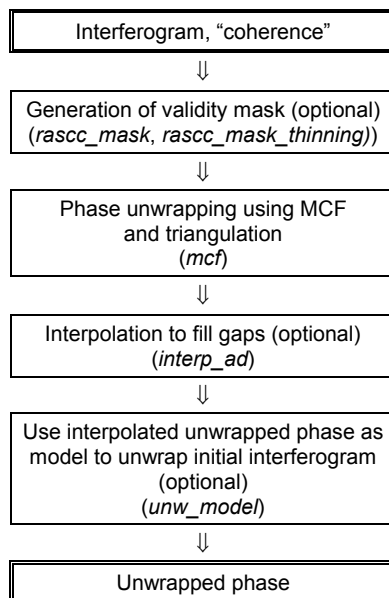 Interferogram, “coherence”
⇓
Generation of validity mask (optional)
(rascc_mask, rascc_mask_thinning))
⇓
Phase unwrapping using MCF
and triangulation
(mcf)
⇓
Interpolation to fill gaps (optional)
(interp_ad)
⇓
Use interpolated unwrapped phase as
model to unwrap initial interferogram
(optional)
(unw_model)
⇓
Unwrapped phase